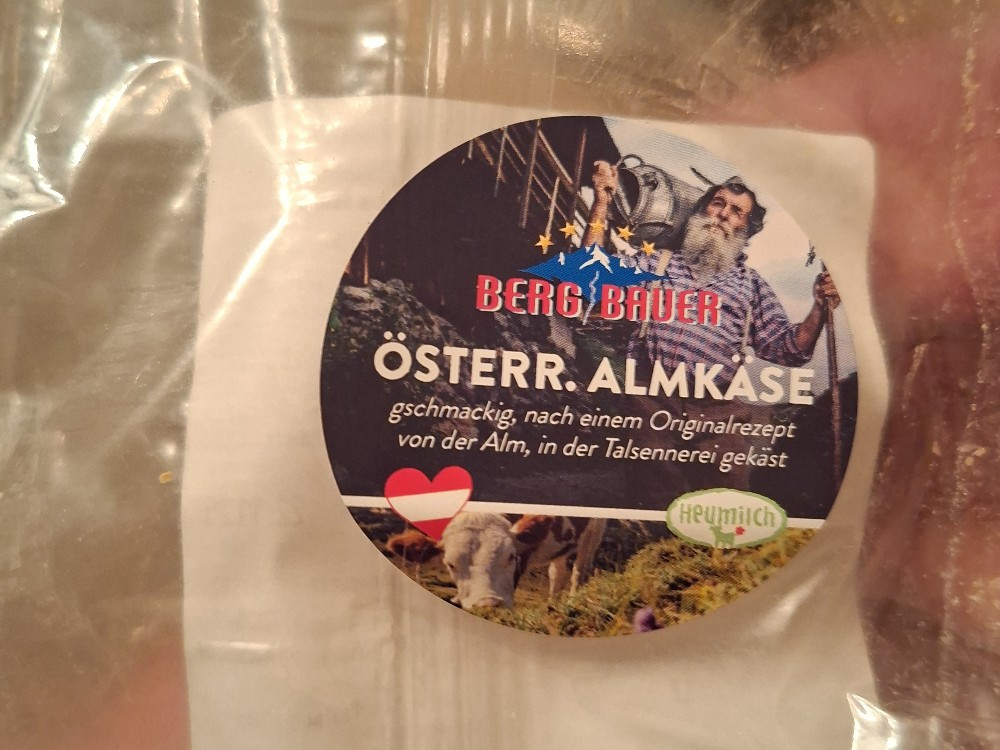 BERG BAUER
ÖSTERR. ALMKÄSE
gschmackig, nach einem Originalrezept
von der Alm, in der Talsennerei gekäst
Heumilch